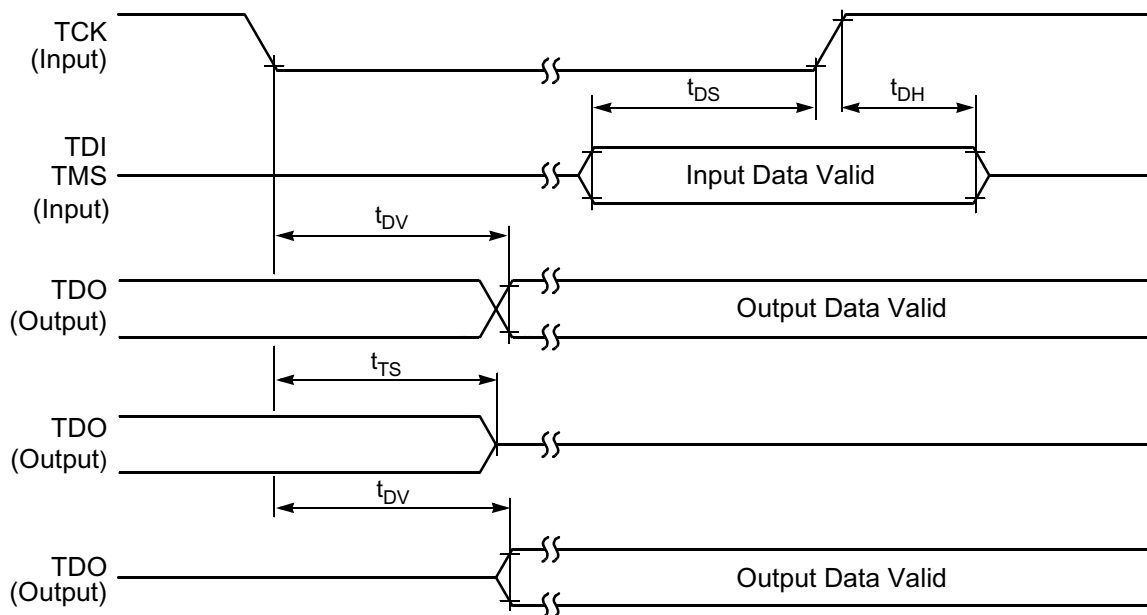 TCK
(Input)
tDS
tDH
TDI
TMS
(Input)
Input Data Valid
tDV
TDO
(Output)
Output Data Valid
tTS
TDO
(Output)
tDV
TDO
(Output)
Output Data Valid